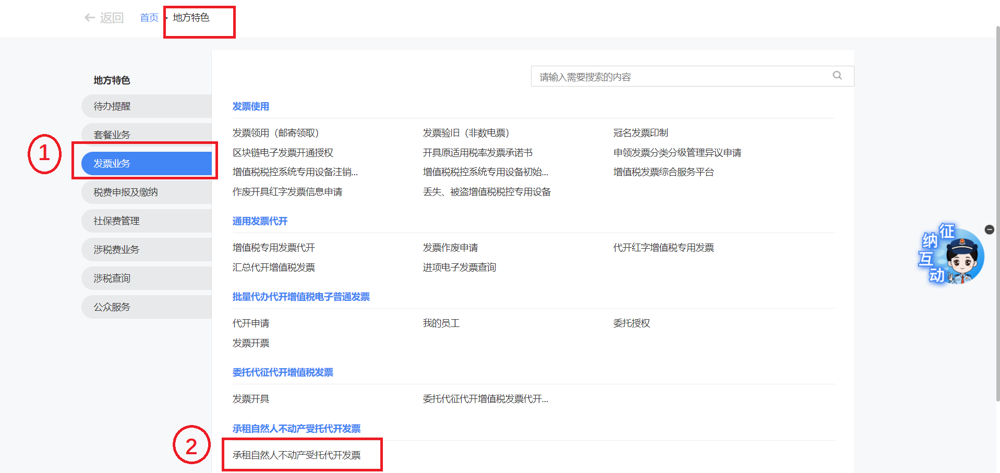 返回 首页 > 地方特色
地方特色
待办提醒
套餐业务
发票业务
税费申报及缴纳
社保费管理
涉税费业务
涉税查询
公众服务
①
请输入需要搜索的内容
发票使用
发票领用（邮寄领取） 发票验旧（非数电票） 冠名发票印制
区块链电子发票开通授权 开具原适用税率发票承诺书 申领发票分类分级管理异议申请
增值税税控系统专用设备注销... 增值税税控系统专用设备初始... 增值税发票综合服务平台
作废开具红字发票信息申请 丢失、被盗增值税税控专用设备
通用发票代开
增值税专用发票代开 发票作废申请 代开红字增值税专用发票
汇总代开增值税发票 进项电子发票查询
批量代办代开增值税电子普通发票
代开申请 我的员工 委托授权
发票开票
委托代征代开增值税发票
发票开具 委托代征代开增值税发票代开...
承租自然人不动产受托代开发票
② 承租自然人不动产受托代开发票
征
纳
互
动